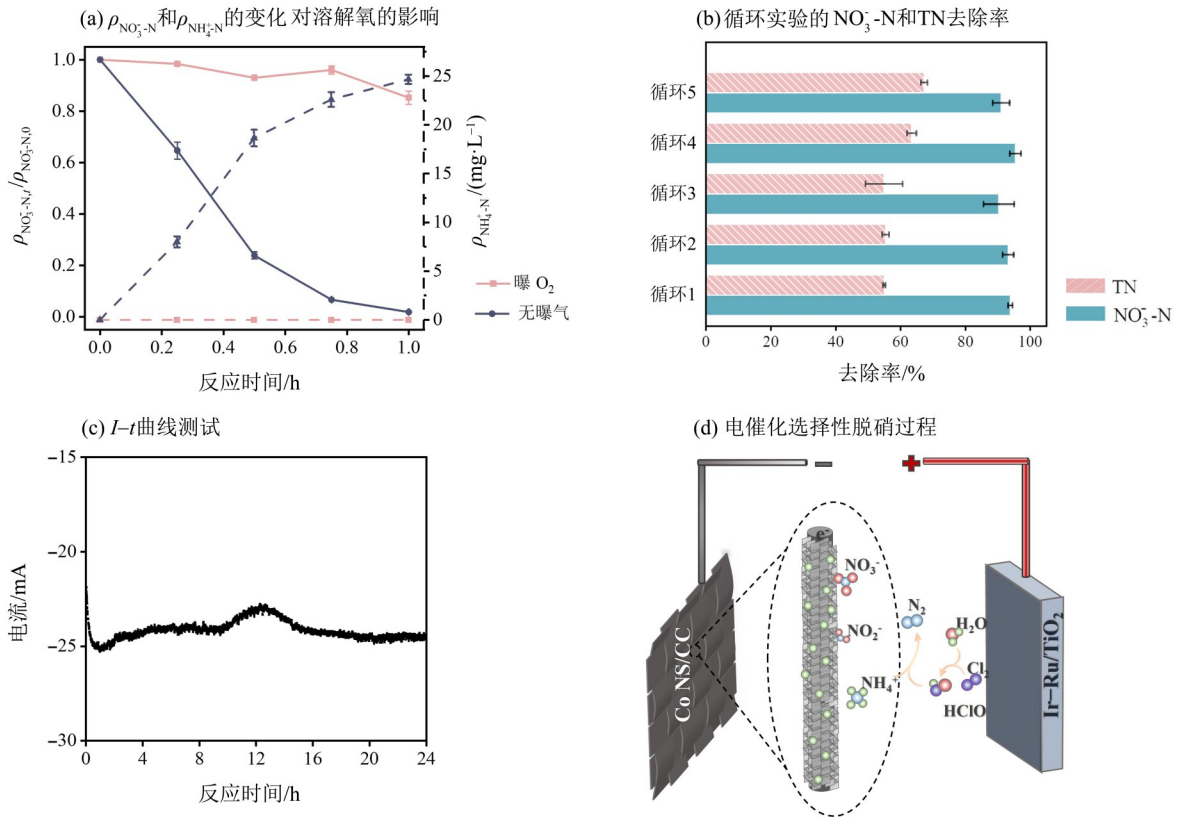 (a) ρNO₃⁻-N和ρNH₄⁺-N的变化 对溶解氧的影响
ρNO₃⁻-N,t/ρNO₃⁻-N,0
1.0
0.8
0.6
0.4
0.2
0.0
25
20
15
10
5
0
ρNH₄⁺-N/(mg·L⁻¹)
0.0 0.2 0.4 0.6 0.8 1.0
反应时间/h
曝 O₂
无曝气
(b) 循环实验的 NO₃⁻-N和TN去除率
循环5
循环4
循环3
循环2
循环1
0 20 40 60 80 100
去除率/%
TN
NO₃⁻-N
(c) I–t曲线测试
电流/mA
–15
–20
–25
–30
0 4 8 12 16 20 24
反应时间/h
(d) 电催化选择性脱硝过程
Co NS/CC
e⁻
NO₃⁻
NO₂⁻
NH₄⁺
N₂
H₂O
Cl₂
HClO
Ir–Ru/TiO₂